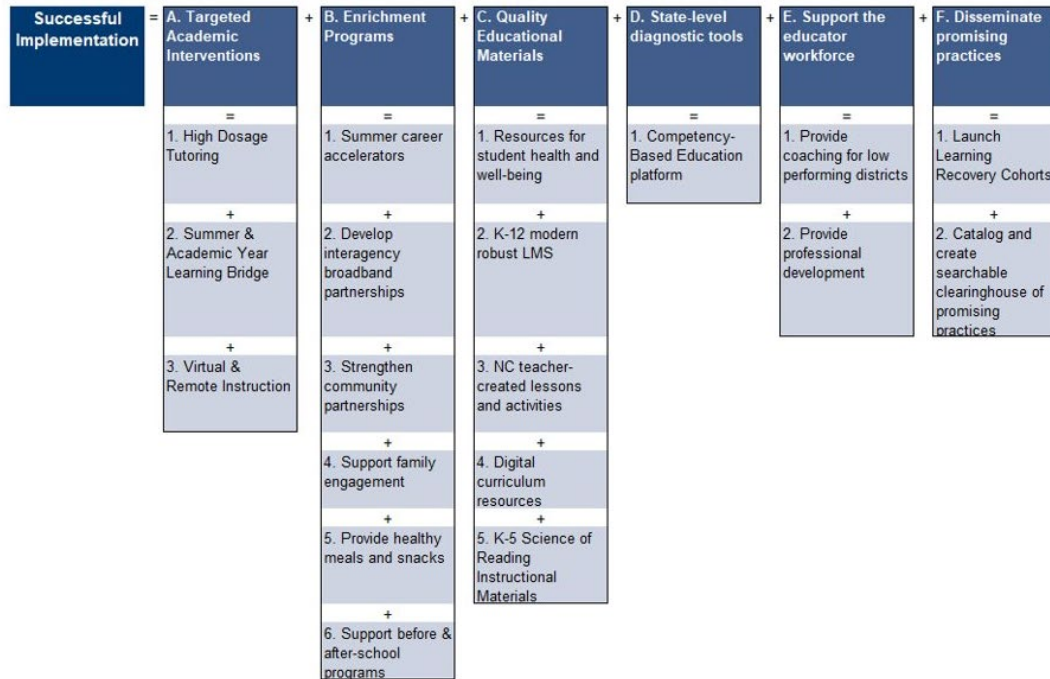 Successful
Implementation
=
A. Targeted
Academic
Interventions
+
B. Enrichment
Programs
+
C. Quality
Educational
Materials
+
D. State-level
diagnostic tools
+
E. Support the
educator
workforce
+
F. Disseminate
promising
practices
=
1. High Dosage
Tutoring
+
2. Summer &
Academic Year
Learning Bridge
+
3. Virtual &
Remote Instruction
=
1. Summer career
accelerators
+
2. Develop
interagency
broadband
partnerships
+
3. Strengthen
community
partnerships
+
4. Support family
engagement
+
5. Provide healthy
meals and snacks
+
6. Support before &
after-school
programs
=
1. Resources for
student health and
well-being
+
2. K-12 modern
robust LMS
+
3. NC teacher-
created lessons
and activities
+
4. Digital
curriculum
resources
+
5. K-5 Science of
Reading
Instructional
Materials
=
1. Competency-
Based Education
platform
=
1. Provide
coaching for low
performing districts
+
2. Provide
professional
development
=
1. Launch
Learning
Recovery Cohorts
+
2. Catalog and
create
searchable
clearinghouse of
promising
practices